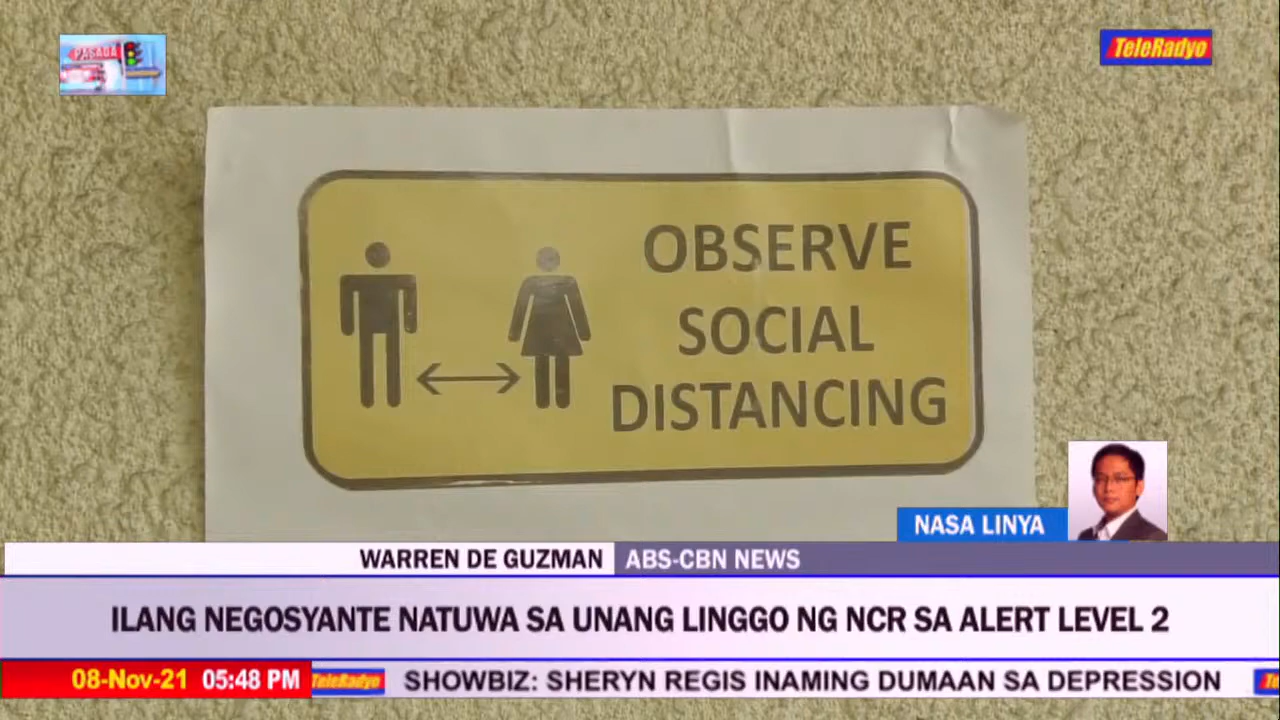 PASADA
TeleRadyo
OBSERVE
SOCIAL
DISTANCING
NASA LINYA
WARREN DE GUZMAN ABS-CBN NEWS
ILANG NEGOSYANTE NATUWA SA UNANG LINGGO NG NCR SA ALERT LEVEL 2
08-Nov-21 05:48 PM TeleRadyo SHOWBIZ: SHERYN REGIS INAMING DUMAAN SA DEPRESSION